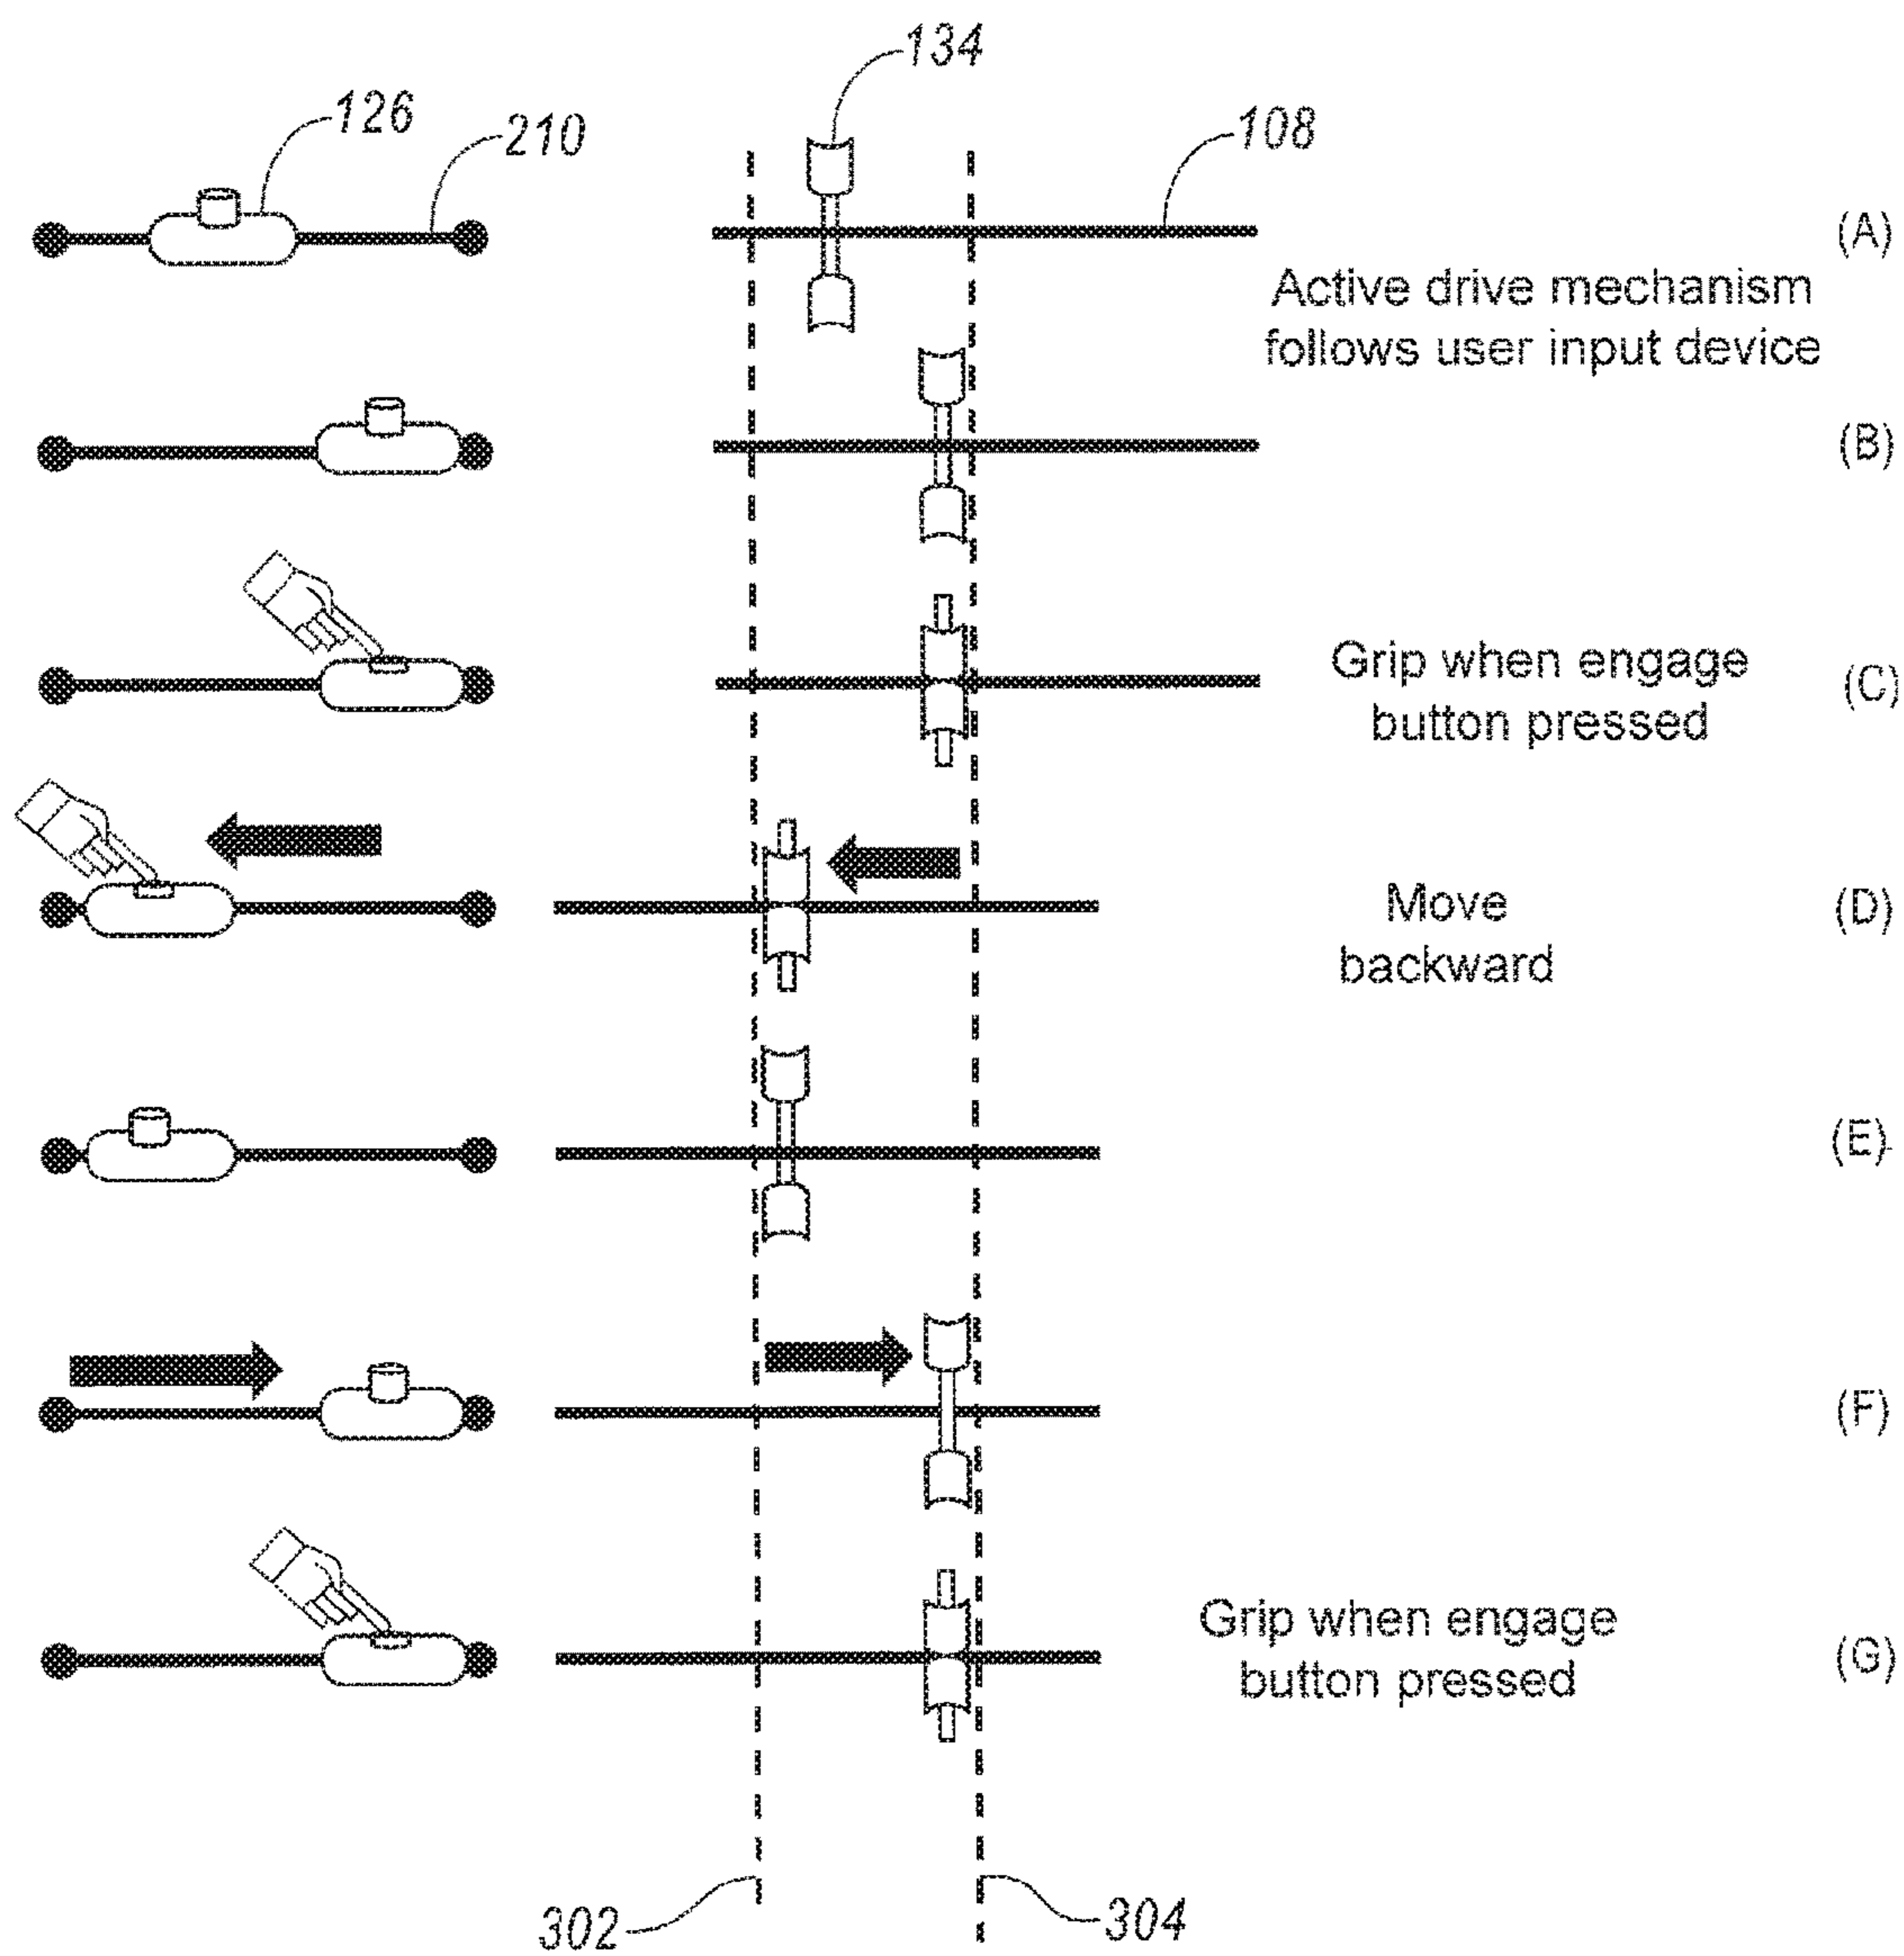 134
126
210
108
(A)
Active drive mechanism
follows user input device
(B)
Grip when engage
button pressed
(C)
Move
backward
(D)
(E)
(F)
Grip when engage
button pressed
(G)
302
304